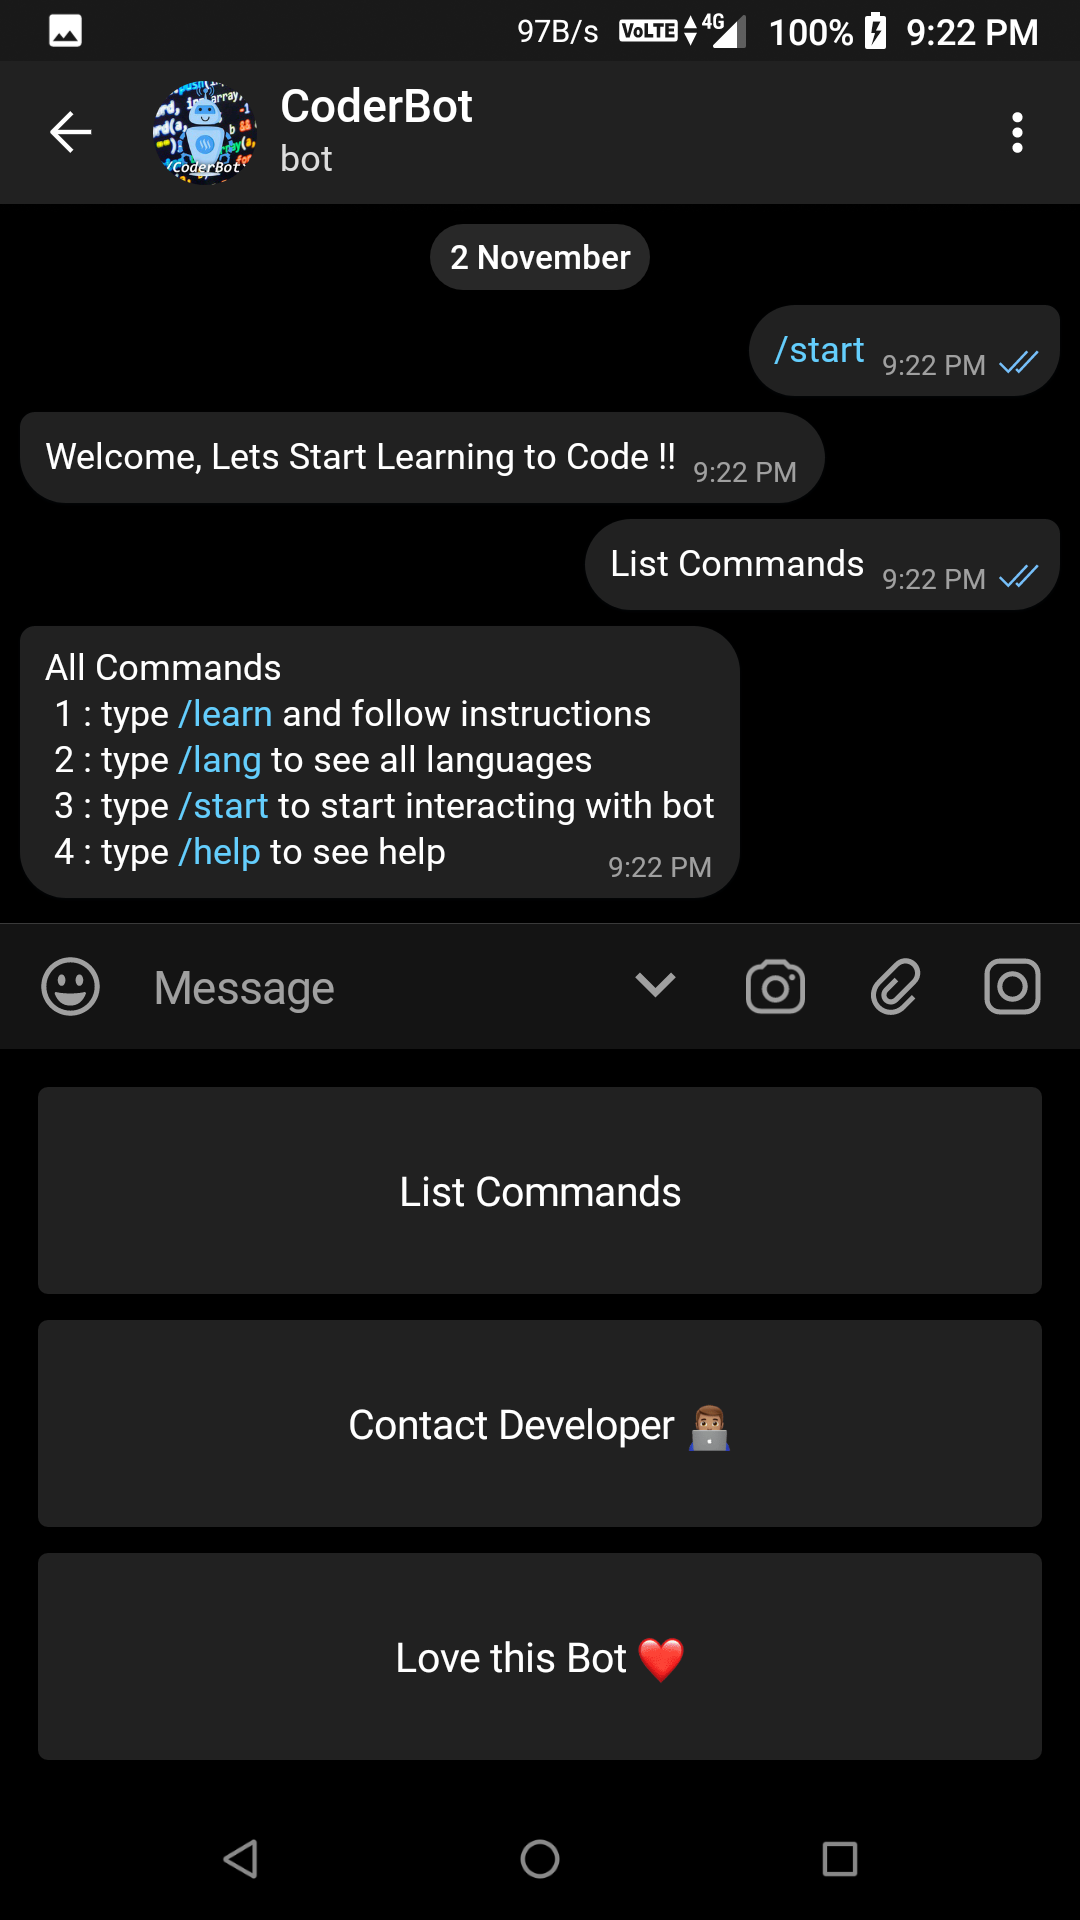 97B/s VoLTE 4G 100% 9:22 PM
CoderBot
bot
2 November
/start 9:22 PM
Welcome, Lets Start Learning to Code !! 9:22 PM
List Commands 9:22 PM
All Commands
1 : type /learn and follow instructions
2 : type /lang to see all languages
3 : type /start to start interacting with bot
4 : type /help to see help 9:22 PM
Message
List Commands
Contact Developer 👨🏽‍💻
Love this Bot ❤️